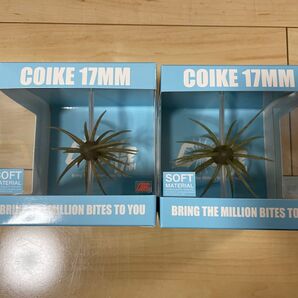 COIKE 17MM
SOFT
MATERIAL
BRING THE MILLION BITES TO YOU
COIKE 17MM
SOFT
MATERIAL
BRING THE MILLION BITES TO